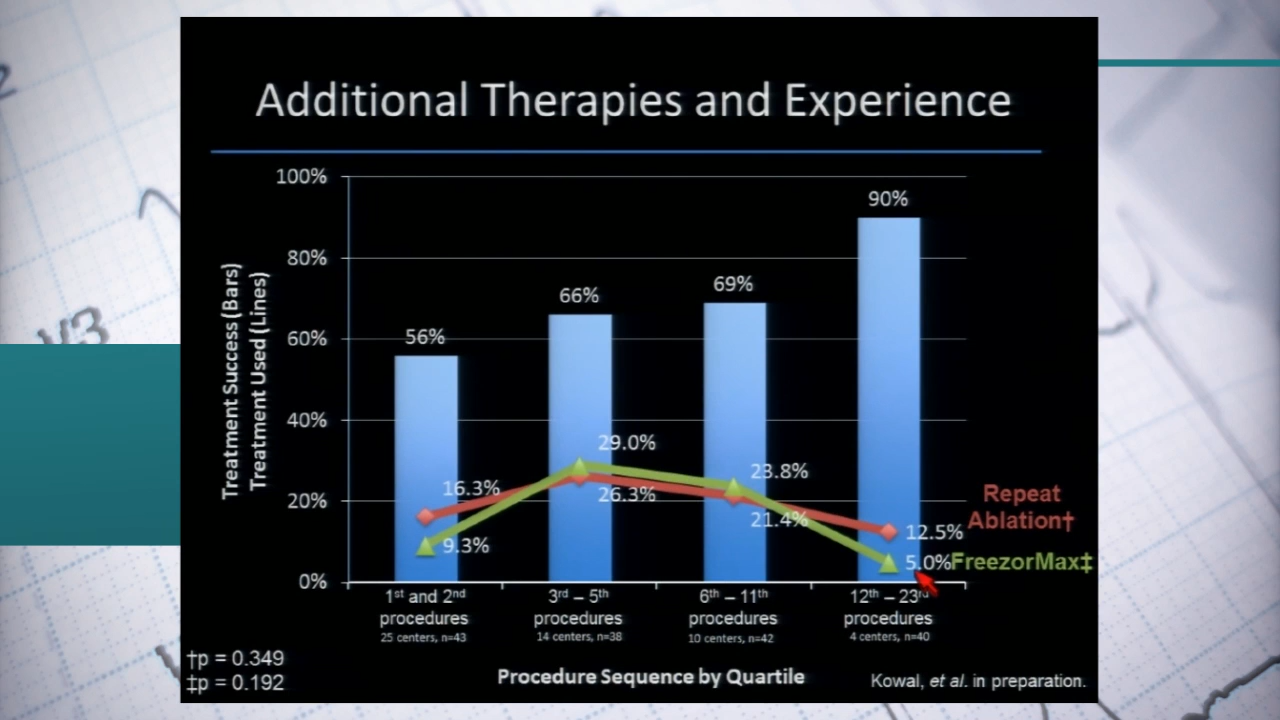 Additional Therapies and Experience
Treatment Success (Bars)
Treatment Used (Lines)
100%
80%
60%
40%
20%
0%
56%
66%
69%
90%
16.3%
9.3%
29.0%
26.3%
23.8%
21.4%
12.5%
5.0%
Repeat
Ablation†
FreezorMax‡
1st and 2nd
procedures
25 centers, n=43
3rd – 5th
procedures
14 centers, n=38
6th – 11th
procedures
10 centers, n=42
12th – 23rd
procedures
4 centers, n=40
†p = 0.349
‡p = 0.192
Procedure Sequence by Quartile
Kowal, et al. in preparation.
V3
2